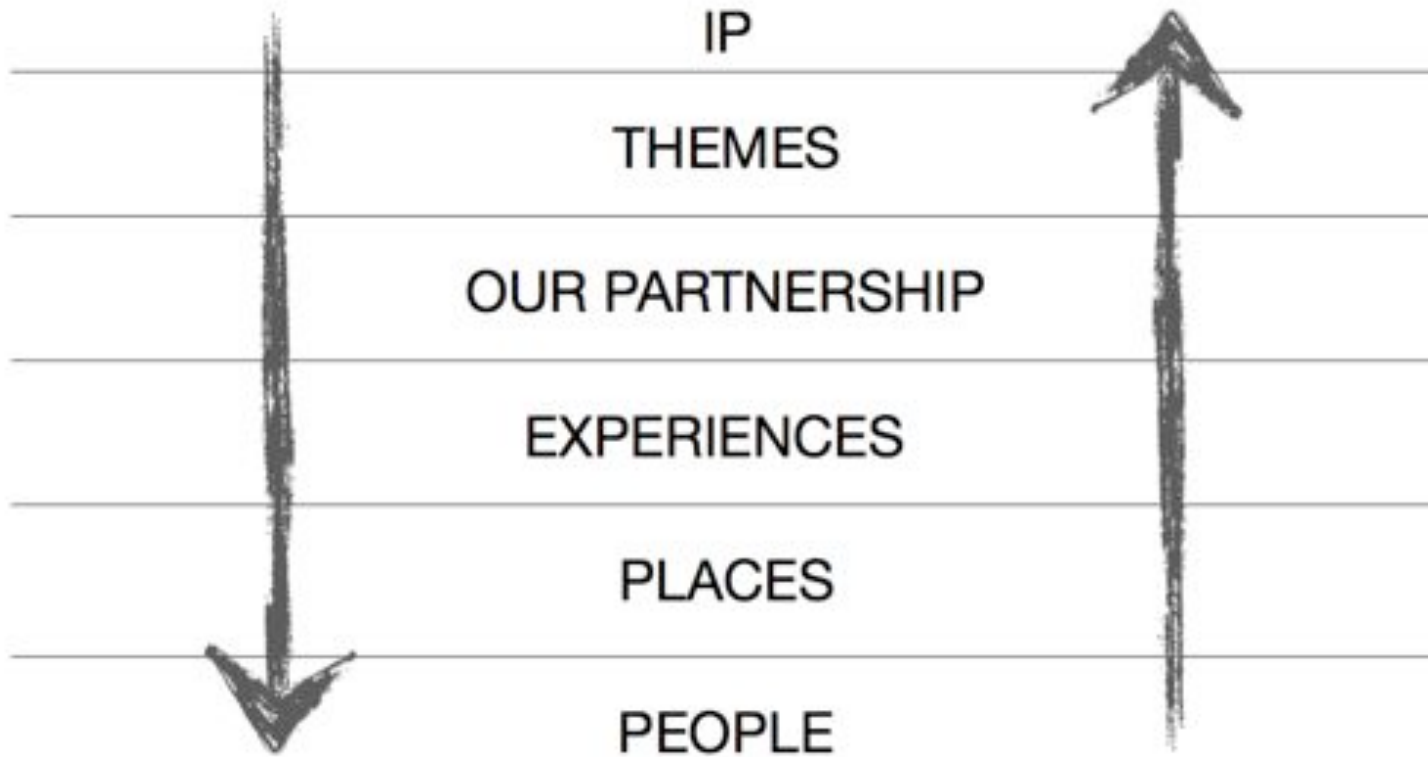 IP
THEMES
OUR PARTNERSHIP
EXPERIENCES
PLACES
PEOPLE